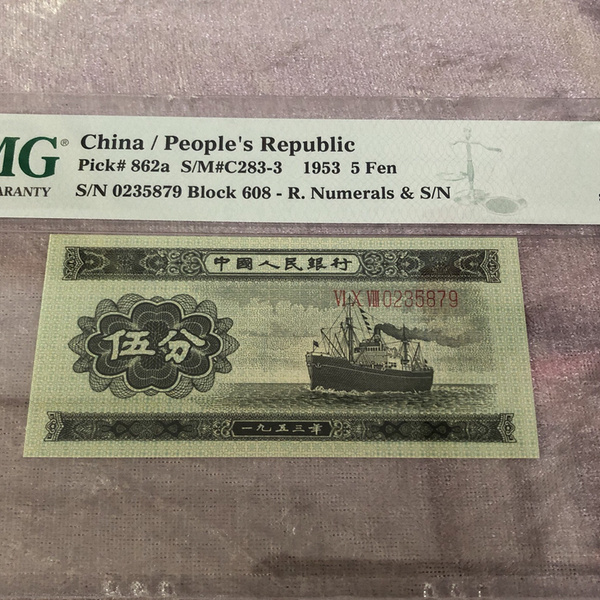 MG® China / People's Republic
Pick# 862a S/M#C283-3 1953 5 Fen
ARANTY S/N 0235879 Block 608 - R. Numerals & S/N
中國人民銀行
VI X VIII 0235879
伍分
一九五三年